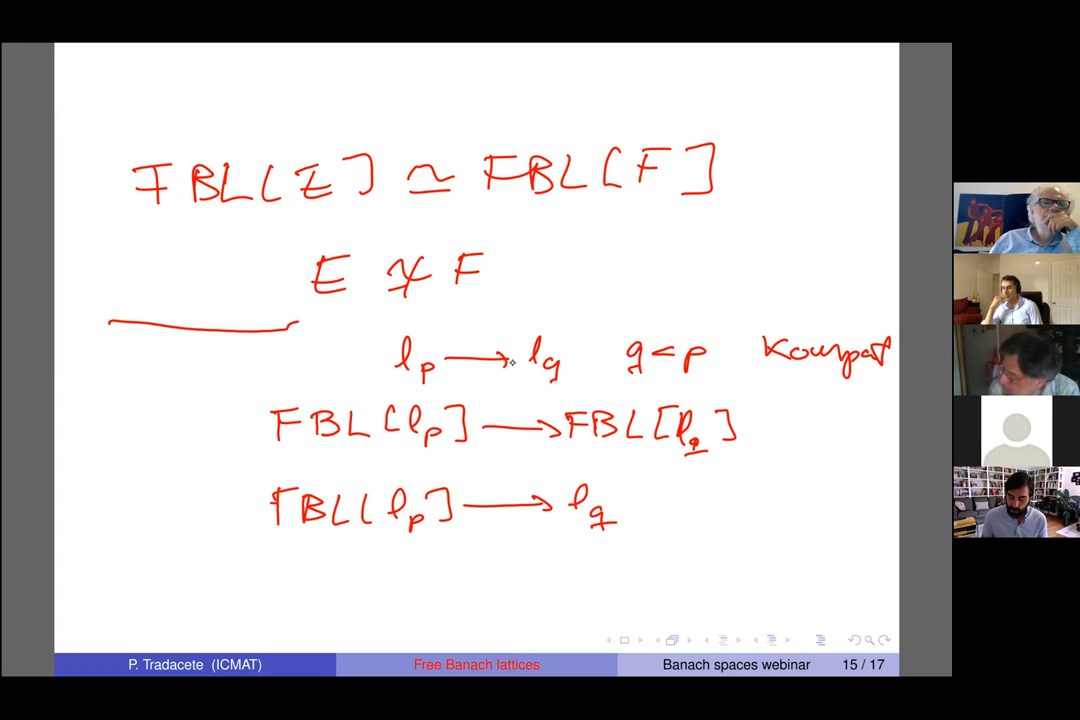 FBL[E] ≃ FBL[F]
E ≄ F
lp ⟶ lq q < p компрат
FBL[lp] ⟶ FBL[lq]
FBL[lp] ⟶ lq
P. Tradacete (ICMAT) Free Banach lattices Banach spaces webinar 15 / 17